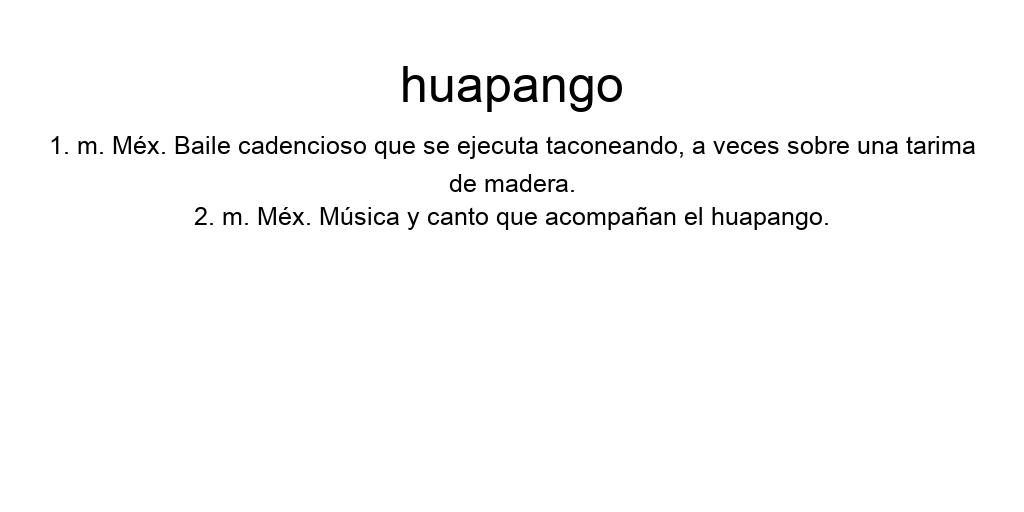 huapango
1. m. Méx. Baile cadencioso que se ejecuta taconeando, a veces sobre una tarima
de madera.
2. m. Méx. Música y canto que acompañan el huapango.